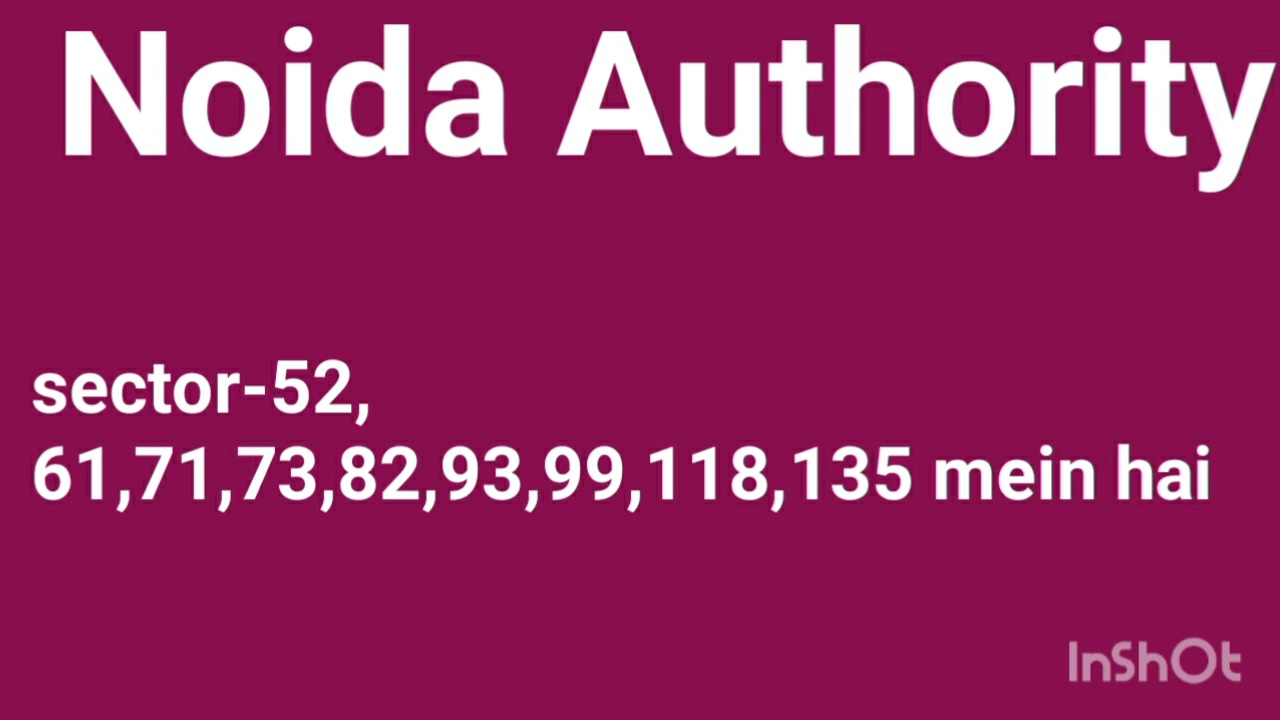 Noida Authority
sector-52,
61,71,73,82,93,99,118,135 mein hai
InShOt